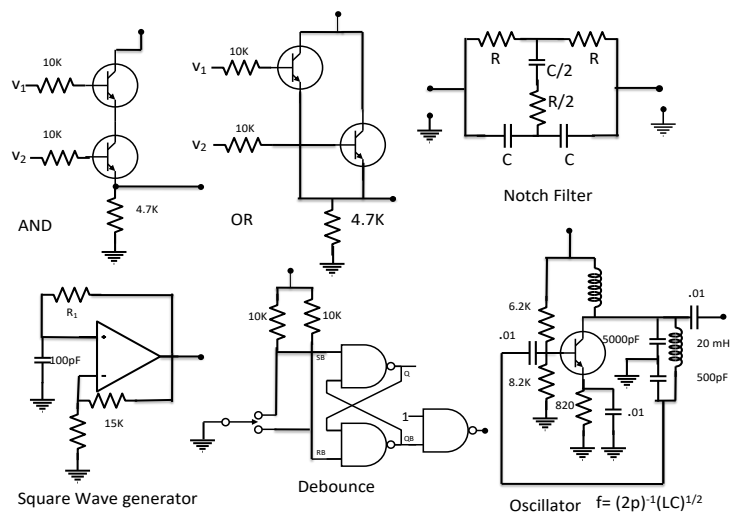 10K
V1
10K
V2
4.7K
AND
10K
V1
10K
V2
4.7K
OR
R
R
C/2
R/2
C
C
Notch Filter
R1
+
100pF
–
15K
Square Wave generator
10K
10K
SB
Q
1
RB
QB
Debounce
.01
6.2K
.01
5000pF
20 mH
8.2K
500pF
820
.01
Oscillator f= (2p)-1(LC)1/2